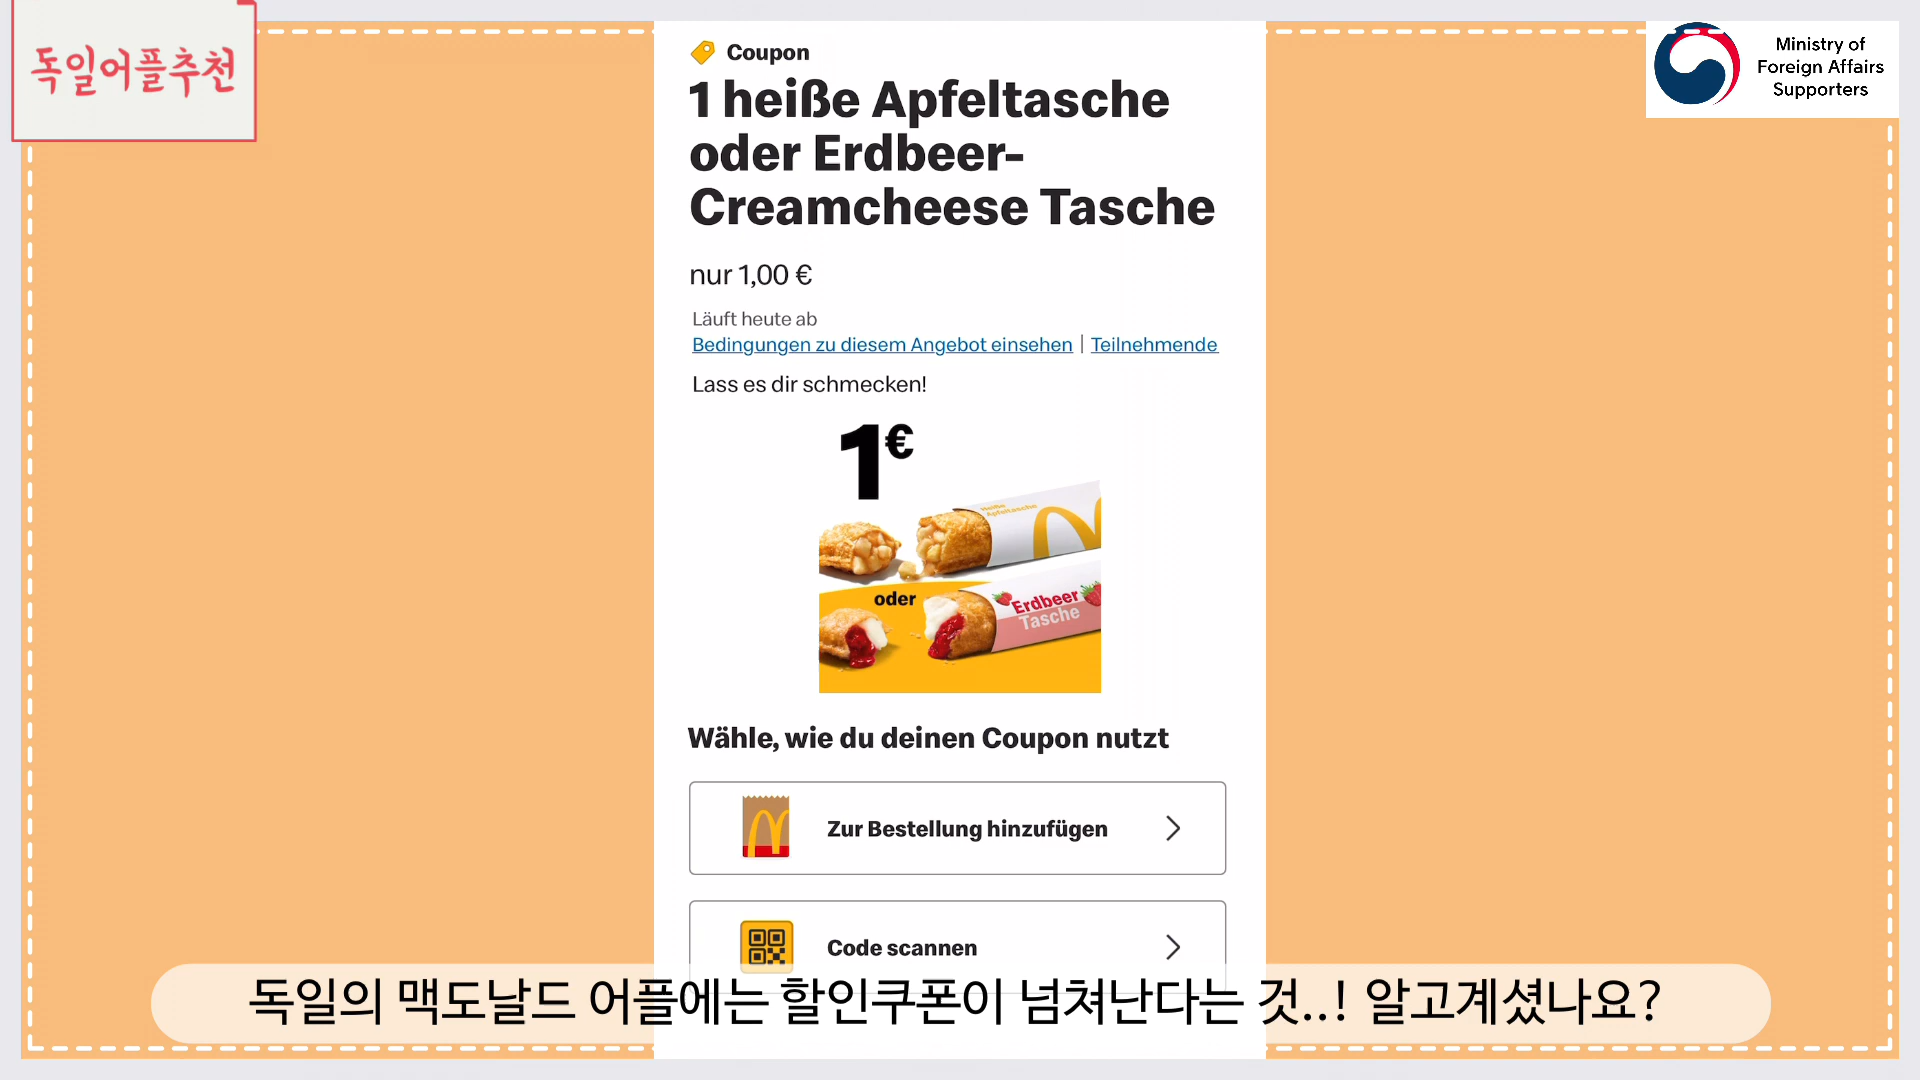 독일어플추천
Ministry of
Foreign Affairs
Supporters
Coupon
1 heiße Apfeltasche
oder Erdbeer-
Creamcheese Tasche
nur 1,00 €
Läuft heute ab
Bedingungen zu diesem Angebot einsehen | Teilnehmende
Lass es dir schmecken!
1€
Heiße
Apfeltasche
oder
Erdbeer
Tasche
Wähle, wie du deinen Coupon nutzt
Zur Bestellung hinzufügen
Code scannen
독일의 맥도날드 어플에는 할인쿠폰이 넘쳐난다는 것..! 알고계셨나요?